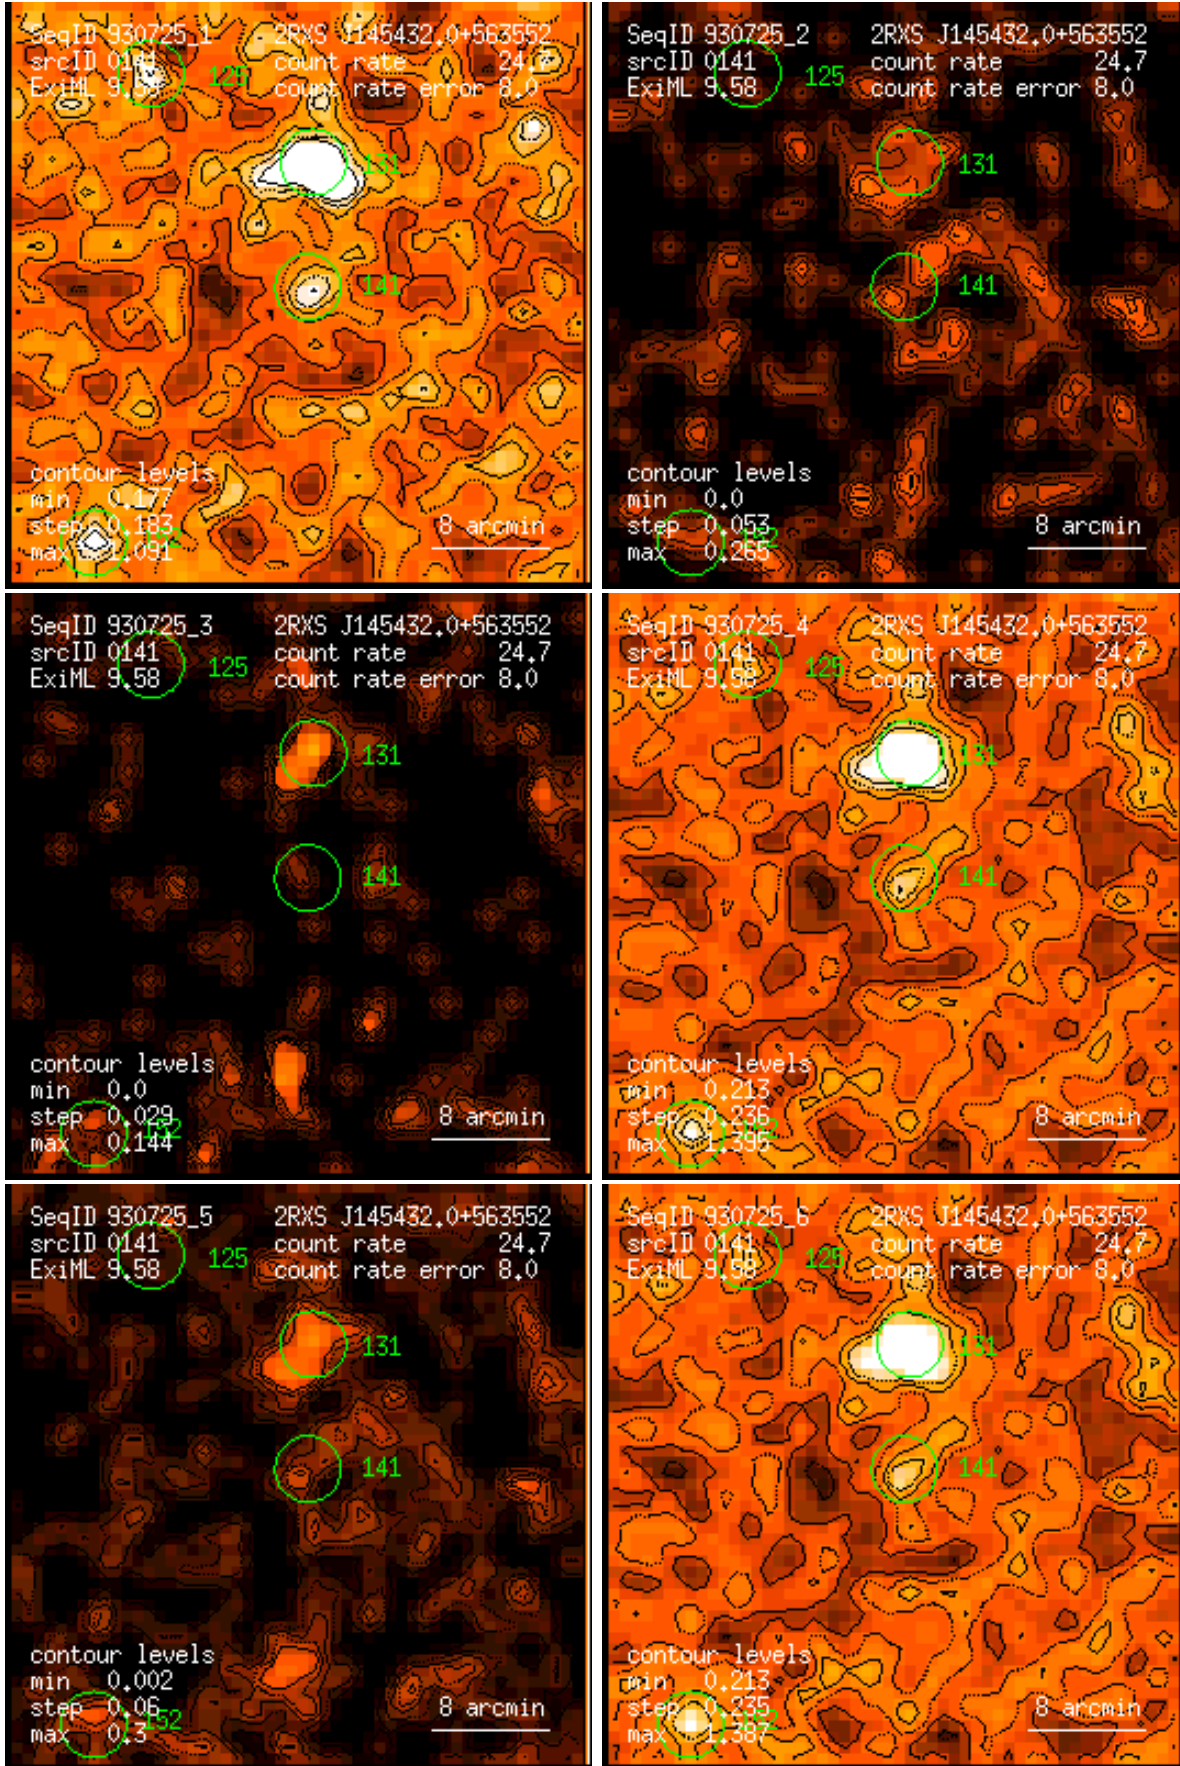 SeqID 930725_1 2RXS J145432.0+563552
srcID 0141 count rate 24.7
ExiML 9.58 125 count rate error 8.0
131
141
contour levels
min 0.177
step 0.183
max 1.091
8 arcmin
SeqID 930725_2 2RXS J145432.0+563552
srcID 0141 count rate 24.7
ExiML 9.58 125 count rate error 8.0
131
141
contour levels
min 0.0
step 0.053
max 0.265
8 arcmin
SeqID 930725_3 2RXS J145432.0+563552
srcID 0141 count rate 24.7
ExiML 9.58 125 count rate error 8.0
131
141
contour levels
min 0.0
step 0.029
max 0.144 152
8 arcmin
SeqID 930725_4 2RXS J145432.0+563552
srcID 0141 count rate 24.7
ExiML 9.58 125 count rate error 8.0
131
141
contour levels
min 0.213
step 0.236
max 1.395
8 arcmin
SeqID 930725_5 2RXS J145432.0+563552
srcID 0141 count rate 24.7
ExiML 9.58 125 count rate error 8.0
131
141
contour levels
min 0.002
step 0.06
max 0.3 152
8 arcmin
SeqID 930725_6 2RXS J145432.0+563552
srcID 0141 count rate 24.7
ExiML 9.58 125 count rate error 8.0
131
141
contour levels
min 0.213
step 0.235
max 1.387
8 arcmin